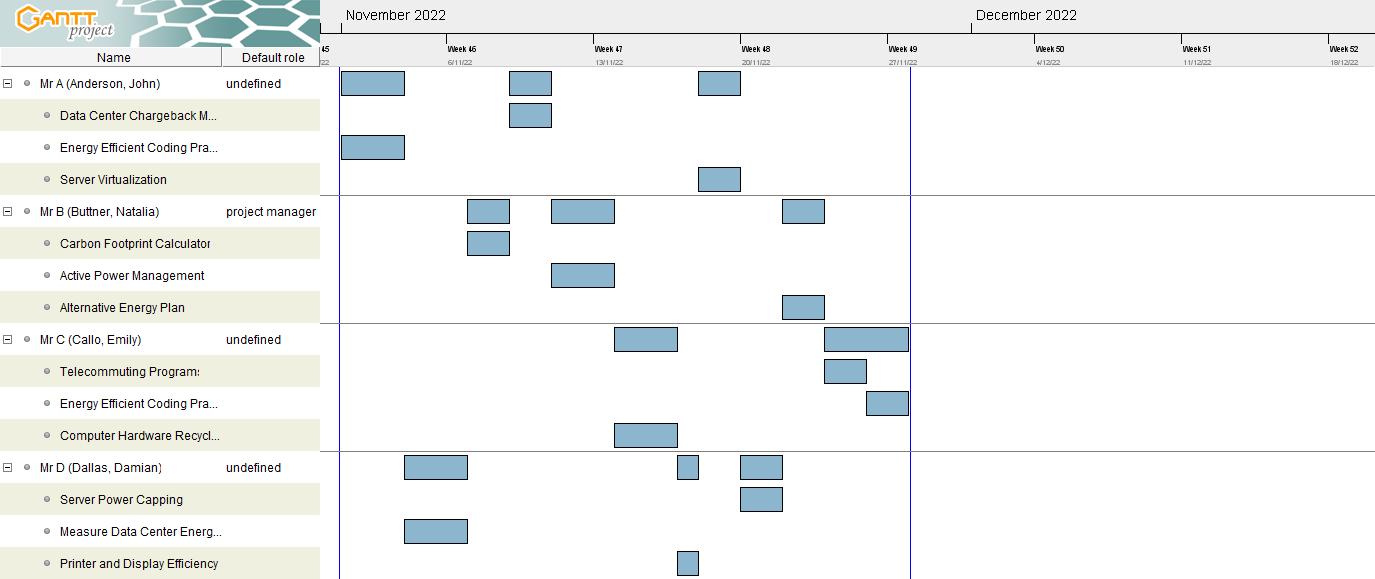 GANTT
project
November 2022
December 2022
45
Week 46
Week 47
Week 48
Week 49
Week 50
Week 51
Week 52
/22
6/11/22
13/11/22
20/11/22
27/11/22
4/12/22
11/12/22
18/12/22
Name
Default role
Mr A (Anderson, John)
undefined
Data Center Chargeback M...
Energy Efficient Coding Pra...
Server Virtualization
Mr B (Buttner, Natalia)
project manager
Carbon Footprint Calculator
Active Power Management
Alternative Energy Plan
Mr C (Callo, Emily)
undefined
Telecommuting Programs
Energy Efficient Coding Pra...
Computer Hardware Recycl...
Mr D (Dallas, Damian)
undefined
Server Power Capping
Measure Data Center Energ...
Printer and Display Efficiency